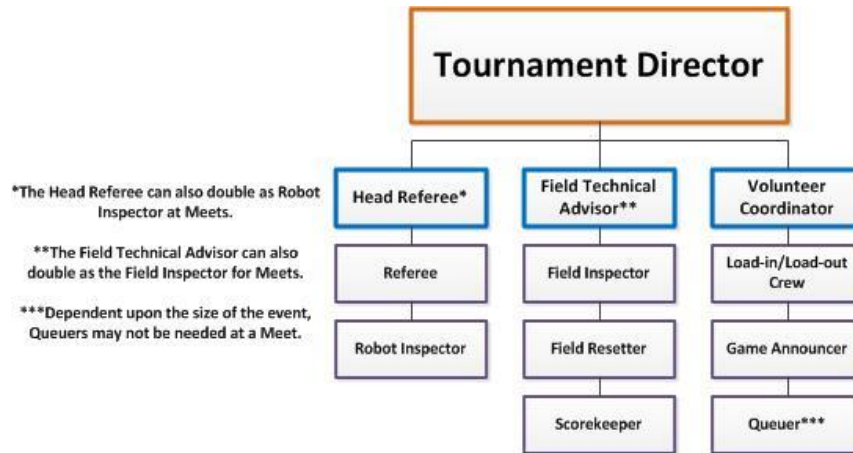 Tournament Director
*The Head Referee can also double as Robot
Inspector at Meets.
**The Field Technical Advisor can also
double as the Field Inspector for Meets.
***Dependent upon the size of the event,
Queuers may not be needed at a Meet.
Head Referee*
Referee
Robot Inspector
Field Technical
Advisor**
Field Inspector
Field Resetter
Scorekeeper
Volunteer
Coordinator
Load-in/Load-out
Crew
Game Announcer
Queuer***